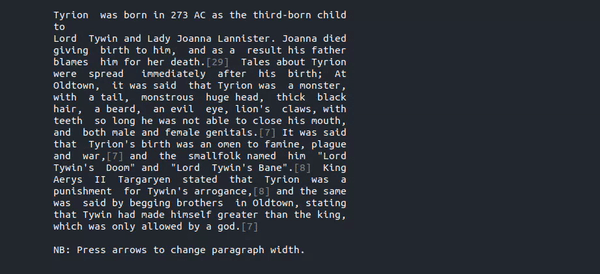 Tyrion  was born in 273 AC as the third-born child
to
Lord  Tywin and Lady Joanna Lannister. Joanna died
giving  birth to him,  and as a  result his father
blames  him for her death.[29]  Tales about Tyrion
were  spread   immediately  after  his  birth;  At
Oldtown,  it was said  that Tyrion was  a monster,
with  a tail,  monstrous  huge head,  thick  black
hair,  a beard,  an evil  eye, lion's  claws, with
teeth  so long he was not able to close his mouth,
and  both male and female genitals.[7] It was said
that  Tyrion's birth was an omen to famine, plague
and  war,[7] and  the  smallfolk named  him  "Lord
Tywin's  Doom" and  "Lord  Tywin's Bane".[8]  King
Aerys  II  Targaryen  stated  that  Tyrion  was  a
punishment  for Tywin's arrogance,[8] and the same
was  said by begging brothers  in Oldtown, stating
that Tywin had made himself greater than the king,
which was only allowed by a god.[7]

NB: Press arrows to change paragraph width.